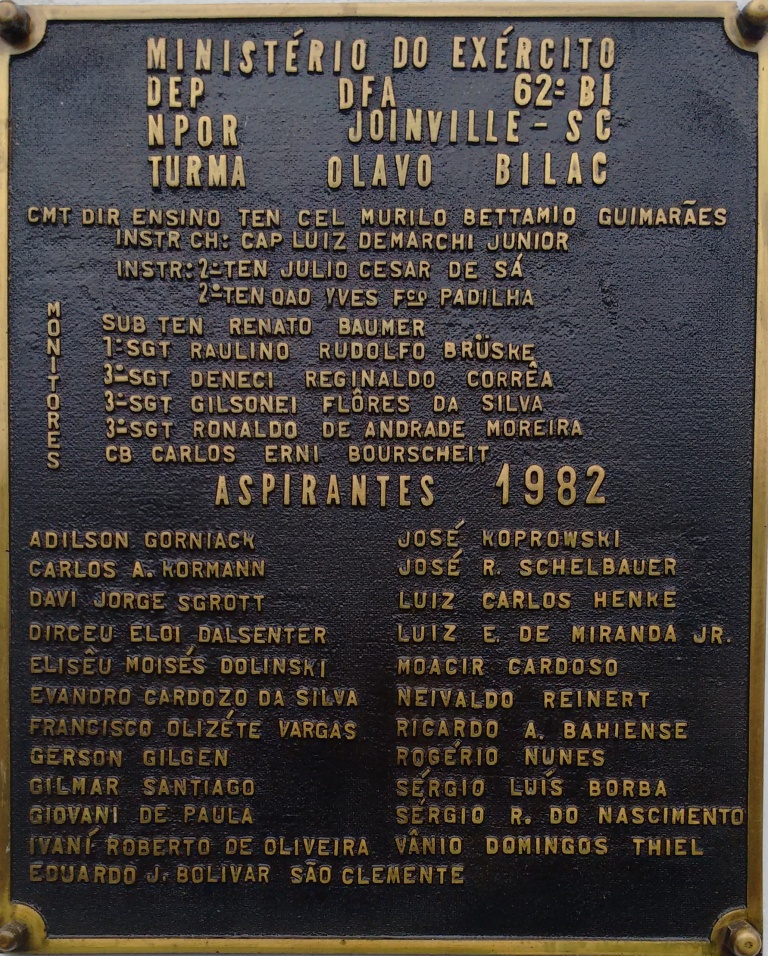 MINISTÉRIO DO EXÉRCITO
DEP DFA 62º BI
NPOR JOINVILLE - SC
TURMA OLAVO BILAC
CMT DIR ENSINO TEN CEL MURILO BETTAMIO GUIMARÃES
INSTR CH: CAP LUIZ DEMARCHI JUNIOR
INSTR: 2º TEN JULIO CESAR DE SÁ
2º TEN QAO YVES Fcº PADILHA
MONITORES
SUB TEN RENATO BAUMER
1º SGT RAULINO RUDOLFO BRÜSKE
3º SGT DENECI REGINALDO CORRÊA
3º SGT GILSONEI FLÔRES DA SILVA
3º SGT RONALDO DE ANDRADE MOREIRA
CB CARLOS ERNI BOURSCHEIT
ASPIRANTES 1982
ADILSON GORNIACK
CARLOS A. KORMANN
DAVI JORGE SGROTT
DIRCEU ELOI DALSENTER
ELISÊU MOISÉS DOLINSKI
EVANDRO CARDOZO DA SILVA
FRANCISCO OLIZÉTE VARGAS
GERSON GILGEN
GILMAR SANTIAGO
GIOVANI DE PAULA
IVANÍ ROBERTO DE OLIVEIRA
EDUARDO J. BOLIVAR SÃO CLEMENTE
JOSÉ KOPROWSKI
JOSÉ R. SCHELBAUER
LUIZ CARLOS HENKE
LUIZ E. DE MIRANDA JR.
MOACIR CARDOSO
NEIVALDO REINERT
RICARDO A. BAHIENSE
ROGÉRIO NUNES
SÉRGIO LUÍS BORBA
SÉRGIO R. DO NASCIMENTO
VÂNIO DOMINGOS THIEL